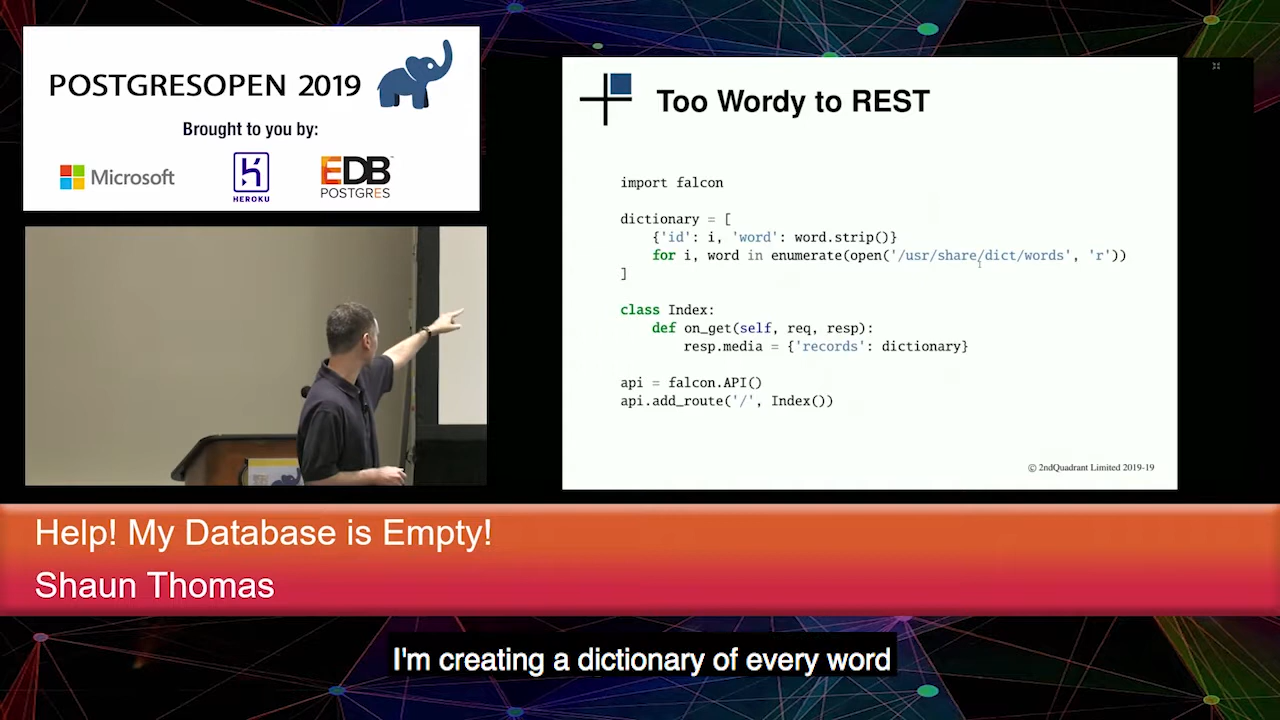 POSTGRESOPEN 2019
Brought to you by:
Microsoft
HEROKU
EDB
POSTGRES
Too Wordy to REST
import falcon
dictionary = [
    {'id': i, 'word': word.strip()}
    for i, word in enumerate(open('/usr/share/dict/words', 'r'))
]
class Index:
    def on_get(self, req, resp):
        resp.media = {'records': dictionary}
api = falcon.API()
api.add_route('/', Index())
© 2ndQuadrant Limited 2019-19
Help! My Database is Empty!
Shaun Thomas
I'm creating a dictionary of every word